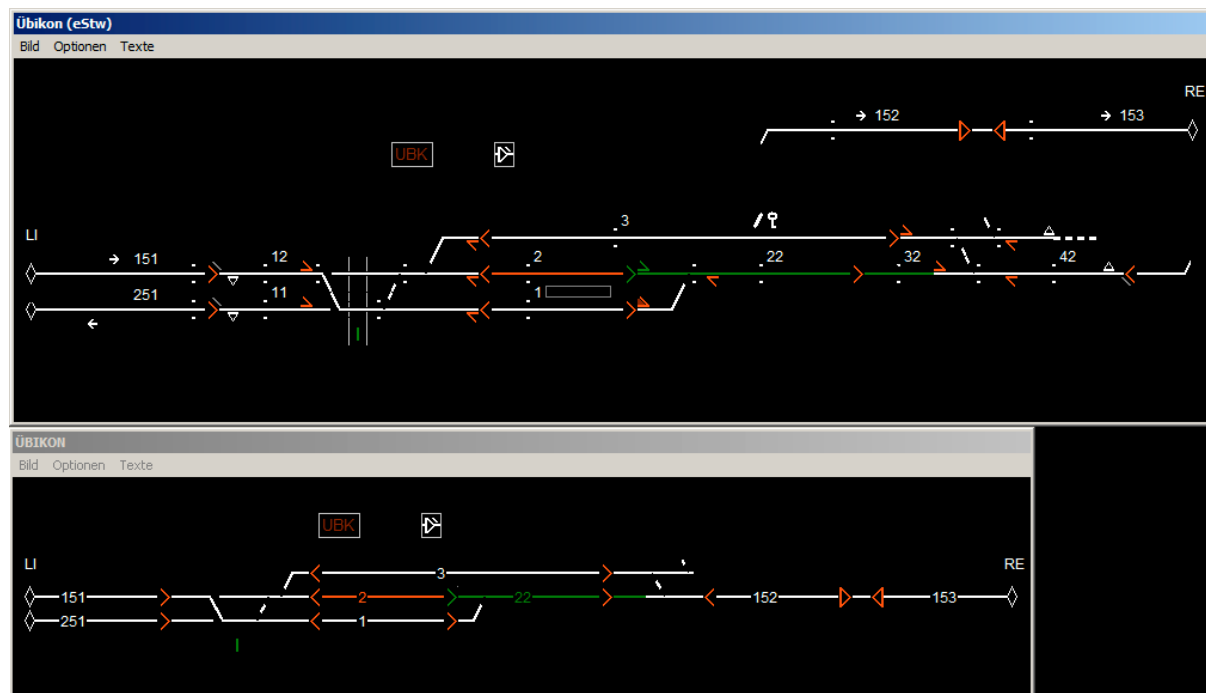 Übikon (eStw)
Bild Optionen Texte
RE
152 153
UBK
3
LI
151 12 2 22 32 42
251 11 1
I
ÜBIKON
Bild Optionen Texte
UBK
LI RE
3
151 2 22 152 153
251 1
I